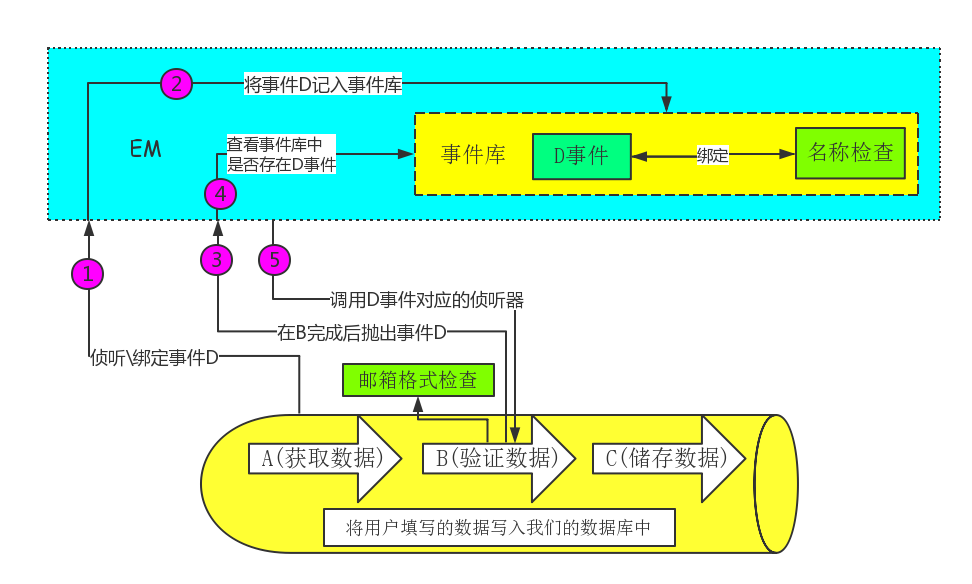 2
将事件D记入事件库
EM
查看事件库中
是否存在D事件
事件库
D事件
绑定
名称检查
4
1
3
5
调用D事件对应的侦听器
在B完成后抛出事件D
侦听\绑定事件D
邮箱格式检查
A(获取数据)
B(验证数据)
C(储存数据)
将用户填写的数据写入我们的数据库中